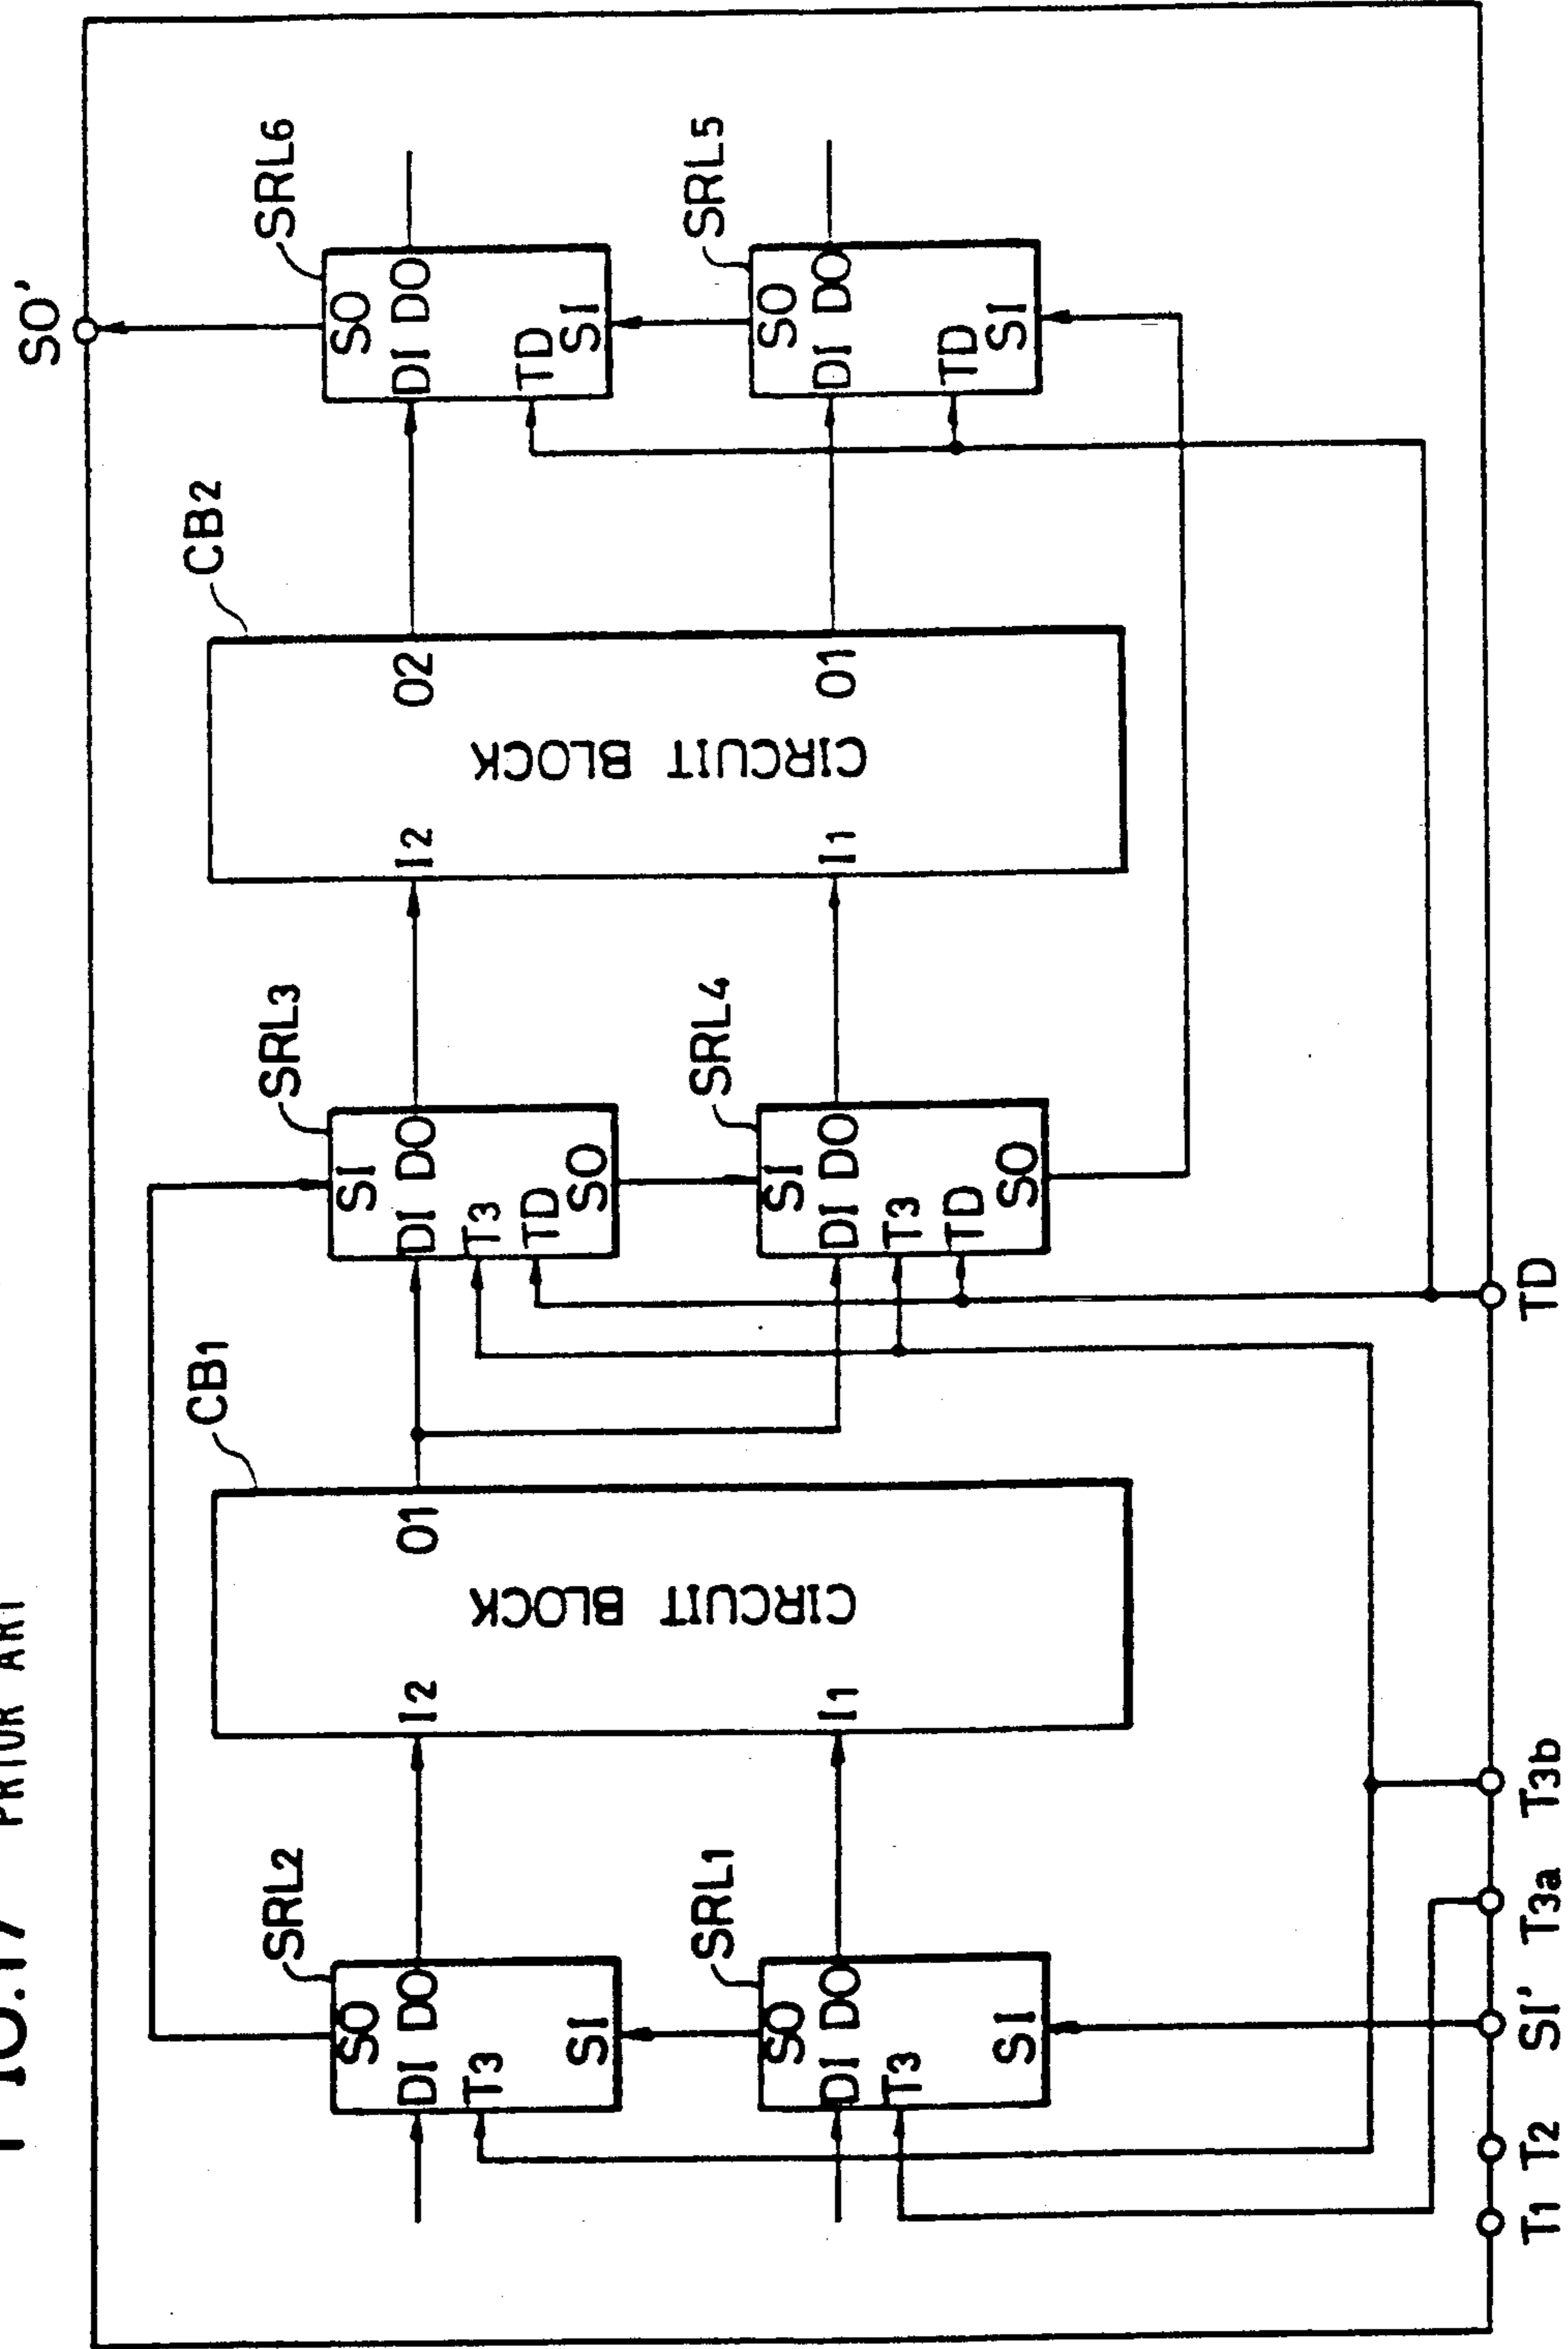 FIG.17 PRIOR ART
SO'
SRL2
SO
DI DO
T3
SI
SRL1
SO
DI DO
T3
SI
CB1
I2
O1
CIRCUIT BLOCK
I1
SRL3
SI
DI DO
T3
TD
SO
SRL4
SI
DI DO
T3
TD
SO
CB2
I2
O2
CIRCUIT BLOCK
I1
O1
SRL6
SO
DI DO
TD
SI
SRL5
SO
DI DO
TD
SI
T1 T2 SI' T3a T3b TD